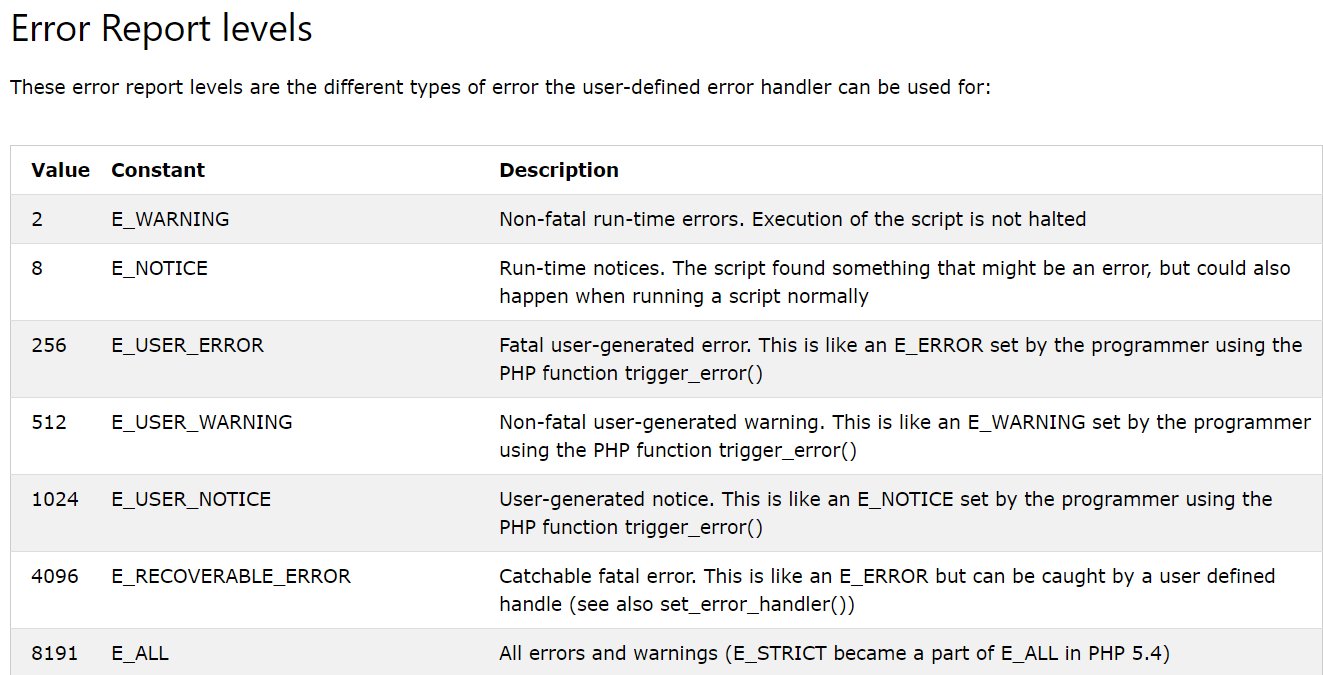 Error Report levels
These error report levels are the different types of error the user-defined error handler can be used for:
Value Constant Description
2 E_WARNING Non-fatal run-time errors. Execution of the script is not halted
8 E_NOTICE Run-time notices. The script found something that might be an error, but could also
happen when running a script normally
256 E_USER_ERROR Fatal user-generated error. This is like an E_ERROR set by the programmer using the
PHP function trigger_error()
512 E_USER_WARNING Non-fatal user-generated warning. This is like an E_WARNING set by the programmer
using the PHP function trigger_error()
1024 E_USER_NOTICE User-generated notice. This is like an E_NOTICE set by the programmer using the
PHP function trigger_error()
4096 E_RECOVERABLE_ERROR Catchable fatal error. This is like an E_ERROR but can be caught by a user defined
handle (see also set_error_handler())
8191 E_ALL All errors and warnings (E_STRICT became a part of E_ALL in PHP 5.4)